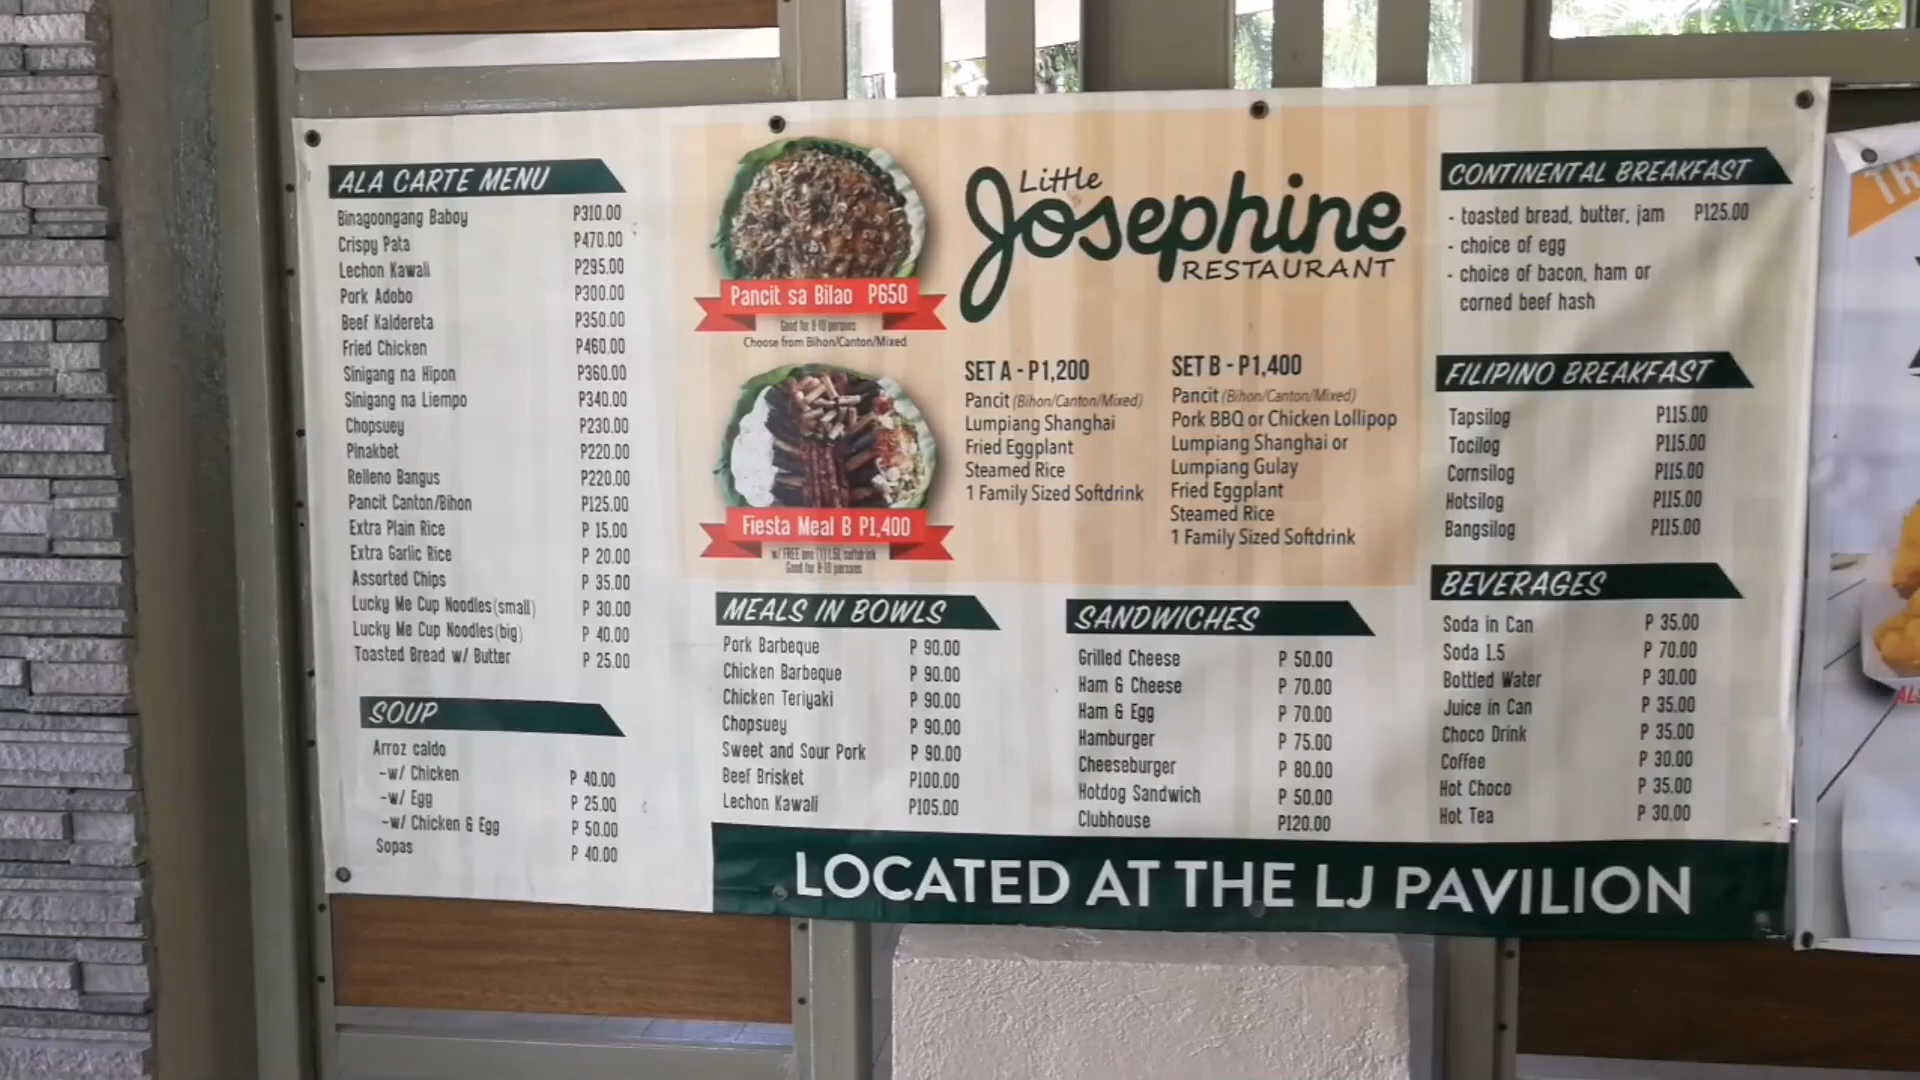 ALA CARTE MENU
Binagoongang Baboy P310.00
Crispy Pata P470.00
Lechon Kawali P295.00
Pork Adobo P300.00
Beef Kaldereta P350.00
Fried Chicken P460.00
Sinigang na Hipon P360.00
Sinigang na Liempo P340.00
Chopsuey P230.00
Pinakbet P220.00
Relleno Bangus P220.00
Pancit Canton/Bihon P125.00
Extra Plain Rice P 15.00
Extra Garlic Rice P 20.00
Assorted Chips P 35.00
Lucky Me Cup Noodles(small) P 30.00
Lucky Me Cup Noodles(big) P 40.00
Toasted Bread w/ Butter P 25.00
SOUP
Arroz caldo
-w/ Chicken P 40.00
-w/ Egg P 25.00
-w/ Chicken & Egg P 50.00
Sopas P 40.00
Pancit sa Bilao P650
Good for 8-10 persons
Choose from Bihon/Canton/Mixed
Fiesta Meal B P1,400
w/ FREE one (1) 1.5L softdrink
Good for 8-10 persons
Little
Josephine
RESTAURANT
SET A - P1,200
Pancit (Bihon/Canton/Mixed)
Lumpiang Shanghai
Fried Eggplant
Steamed Rice
1 Family Sized Softdrink
SET B - P1,400
Pancit (Bihon/Canton/Mixed)
Pork BBQ or Chicken Lollipop
Lumpiang Shanghai or
Lumpiang Gulay
Fried Eggplant
Steamed Rice
1 Family Sized Softdrink
MEALS IN BOWLS
Pork Barbeque P 90.00
Chicken Barbeque P 90.00
Chicken Teriyaki P 90.00
Chopsuey P 90.00
Sweet and Sour Pork P 90.00
Beef Brisket P100.00
Lechon Kawali P105.00
SANDWICHES
Grilled Cheese P 50.00
Ham & Cheese P 70.00
Ham & Egg P 70.00
Hamburger P 75.00
Cheeseburger P 80.00
Hotdog Sandwich P 50.00
Clubhouse P120.00
CONTINENTAL BREAKFAST
- toasted bread, butter, jam P125.00
- choice of egg
- choice of bacon, ham or
corned beef hash
FILIPINO BREAKFAST
Tapsilog P115.00
Tocilog P115.00
Cornsilog P115.00
Hotsilog P115.00
Bangsilog P115.00
BEVERAGES
Soda in Can P 35.00
Soda 1.5 P 70.00
Bottled Water P 30.00
Juice in Can P 35.00
Choco Drink P 35.00
Coffee P 30.00
Hot Choco P 35.00
Hot Tea P 30.00
LOCATED AT THE LJ PAVILION